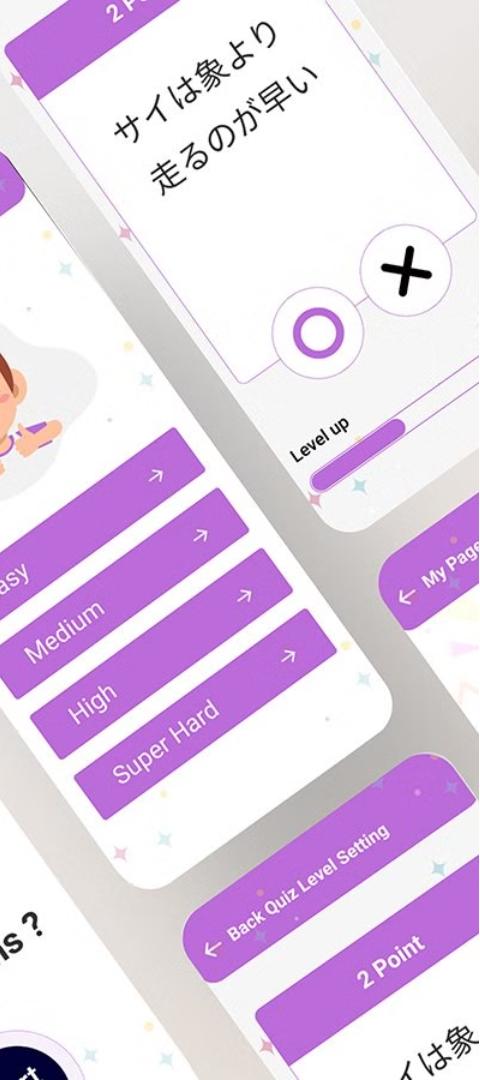 サイは象より
走るのが早い
Level up
Medium
High
Super Hard
My Page
Back Quiz Level Setting
2 Point